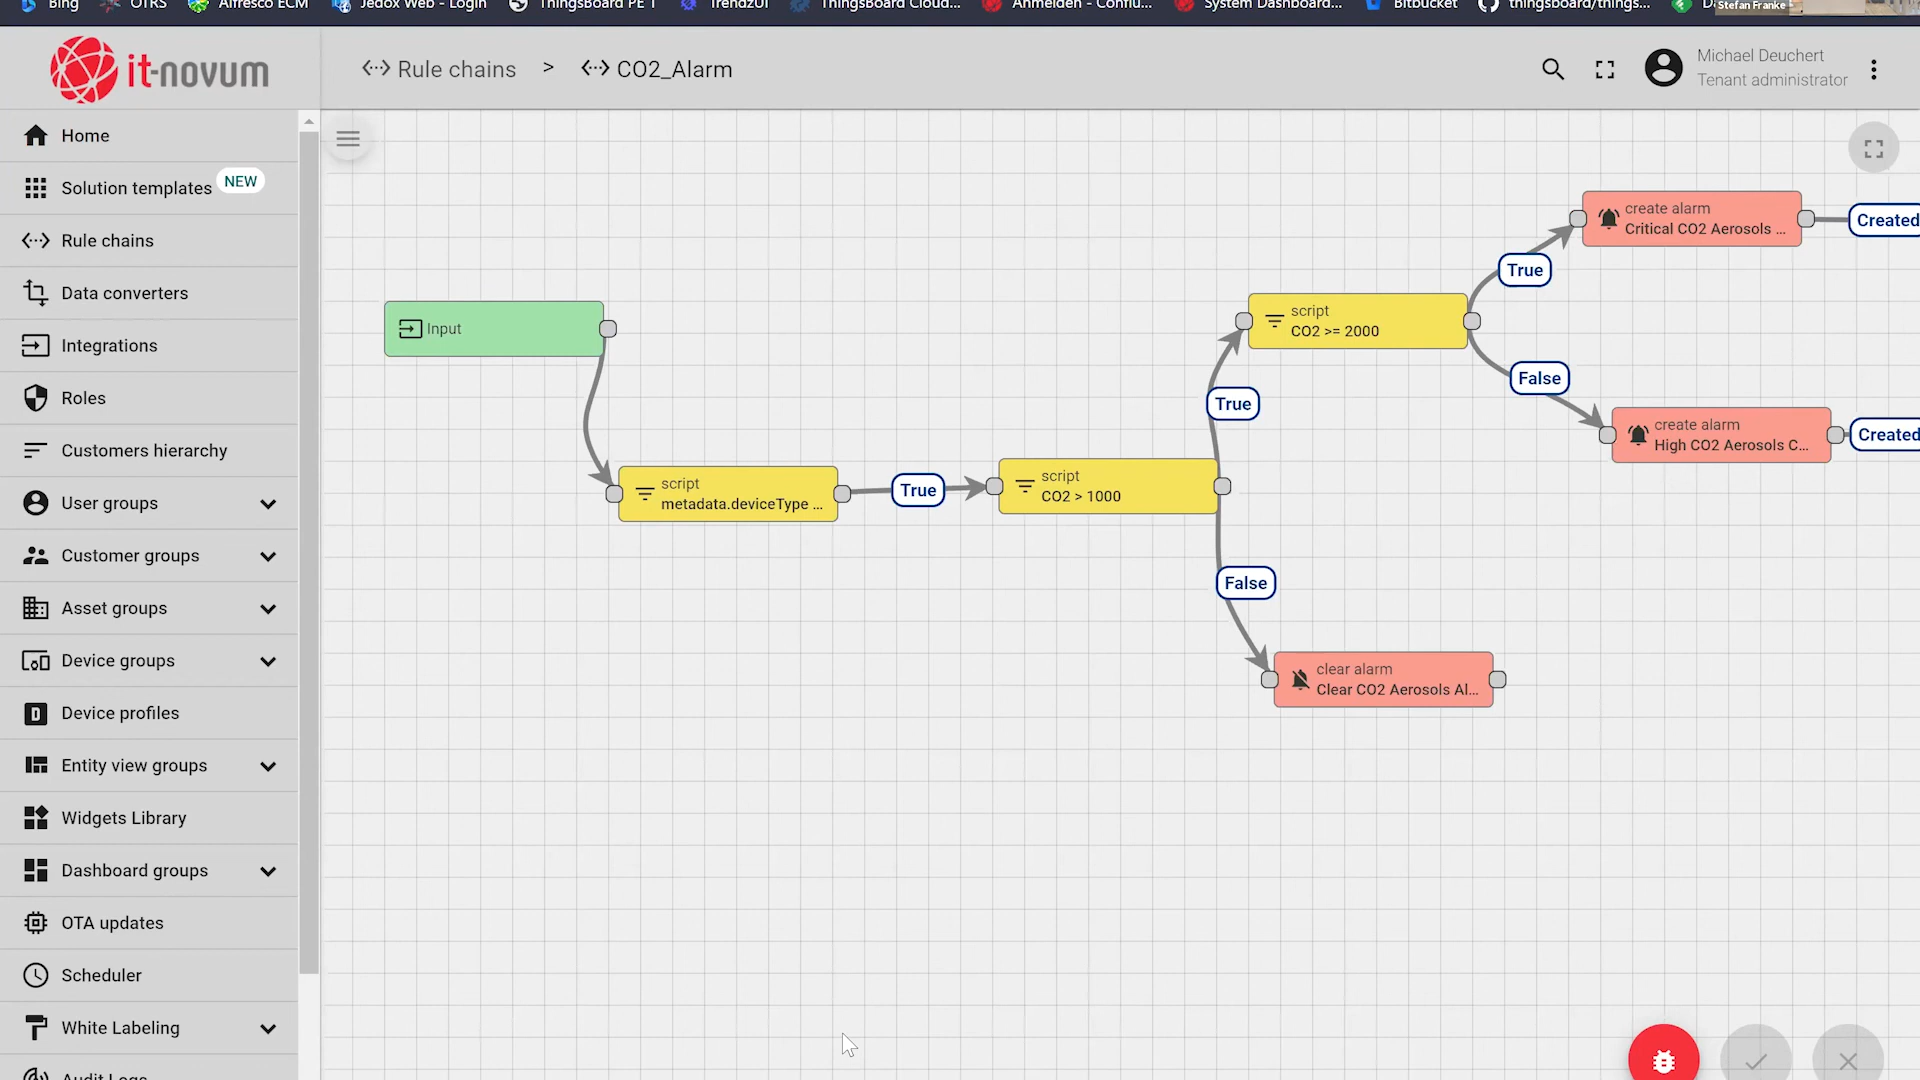 Bing OTRS Alfresco ECM Jedox Web - Login ThingsBoard PE 1 TrendzUI ThingsBoard Cloud... Anmelden - Conflu... System Dashboard... Bitbucket thingsboard/things...
Stefan Franke
it-novum
Rule chains > CO2_Alarm
Michael Deuchert
Tenant administrator
Home
Solution templates NEW
Rule chains
Data converters
Integrations
Roles
Customers hierarchy
User groups
Customer groups
Asset groups
Device groups
Device profiles
Entity view groups
Widgets Library
Dashboard groups
OTA updates
Scheduler
White Labeling
Audit Logs
Input
script
metadata.deviceType ...
True
script
CO2 > 1000
True
False
script
CO2 >= 2000
True
False
create alarm
Critical CO2 Aerosols ...
Created
create alarm
High CO2 Aerosols C...
Created
clear alarm
Clear CO2 Aerosols Al...